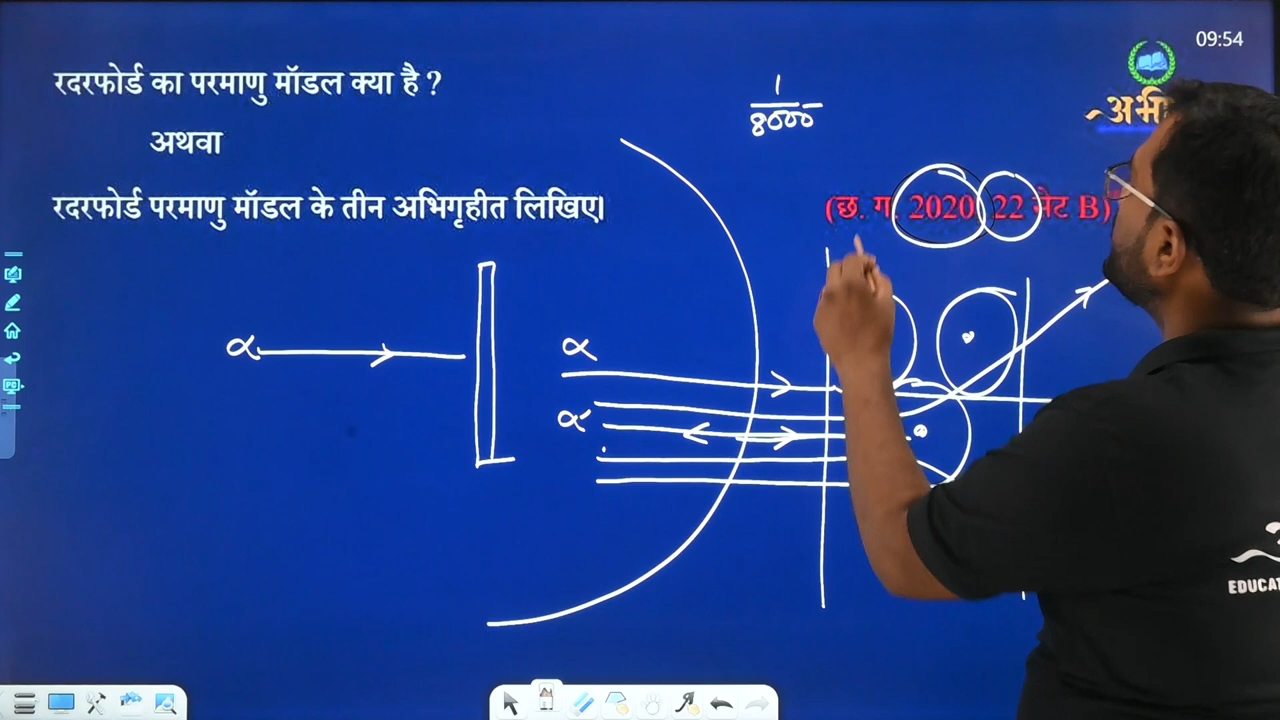 09:54
रदरफोर्ड का परमाणु मॉडल क्या है ?
1
8000
अथवा
रदरफोर्ड परमाणु मॉडल के तीन अभिगृहीत लिखिए।
(छ. ग. 2020, 22 सैट B)
α
α
α
EDUCAT